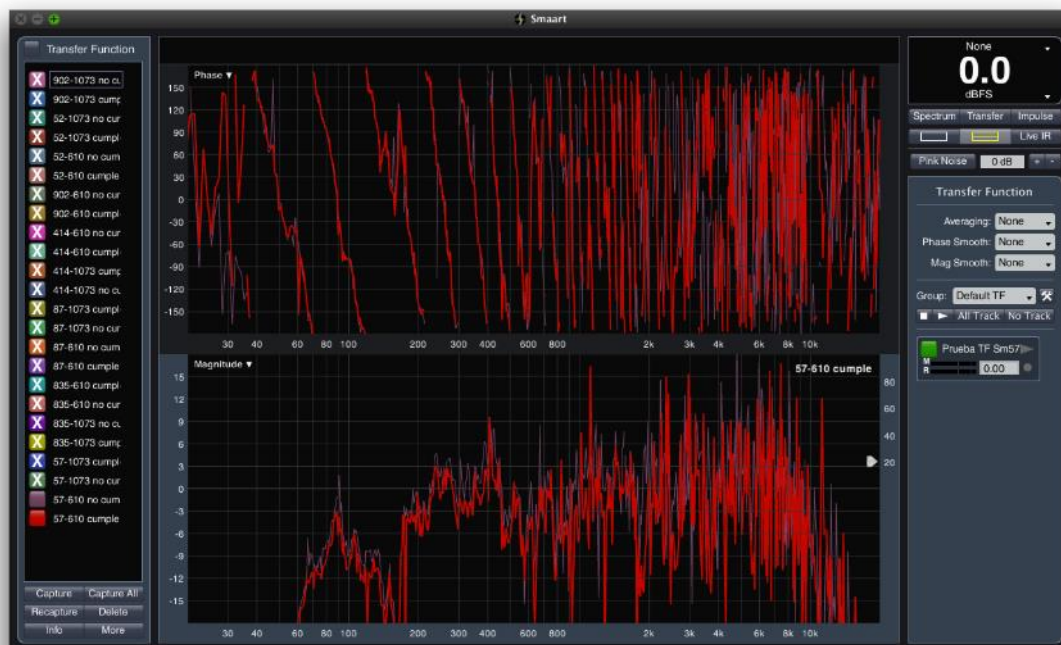 Smaart
Transfer Function
902-1073 no cu
902-1073 cumpl
52-1073 no cur
52-1073 cumple
52-610 no cum
52-610 cumple
902-610 no cur
902-610 cumpl
414-610 no cur
414-610 cumple
414-1073 cump
414-1073 no cu
87-1073 cumpl
87-1073 no cur
87-610 no cum
87-610 cumple
835-610 cumpl
835-610 no cur
835-1073 no cu
835-1073 cump
57-1073 cumpl
57-1073 no cur
57-610 no cum
57-610 cumple
Capture Capture All
Recapture Delete
Info More
Phase
150
120
90
60
30
0
-30
-60
-90
-120
-150
30 40 60 80 100 200 300 400 600 800 2k 3k 4k 6k 8k 10k
Magnitude
57-610 cumple
15
12
9
6
3
0
-3
-6
-9
-12
-15
80
60
40
20
30 40 60 80 100 200 300 400 600 800 2k 3k 4k 6k 8k 10k
None
0.0
dBFS
Spectrum Transfer Impulse
Live IR
Pink Noise 0 dB + -
Transfer Function
Averaging: None
Phase Smooth: None
Mag Smooth: None
Group: Default TF
All Track No Track
Prueba TF Sm57
M
R 0.00